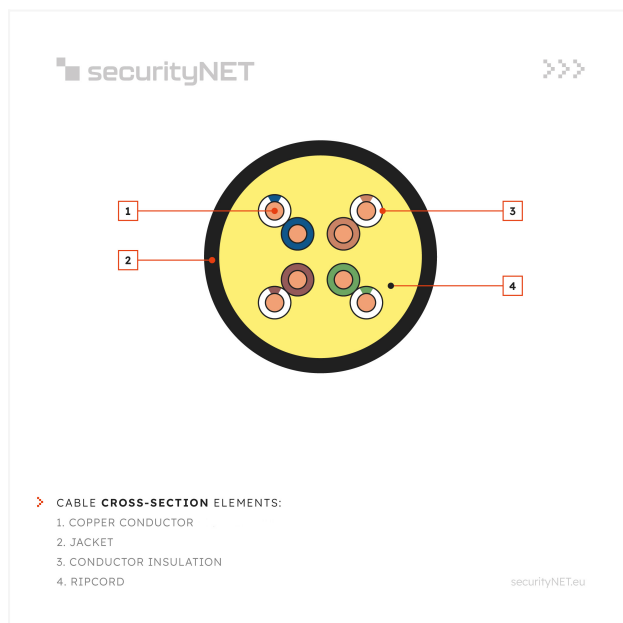 securityNET
1
3
2
4
CABLE CROSS-SECTION ELEMENTS:
1. COPPER CONDUCTOR
2. JACKET
3. CONDUCTOR INSULATION
4. RIPCORD
securityNET.eu